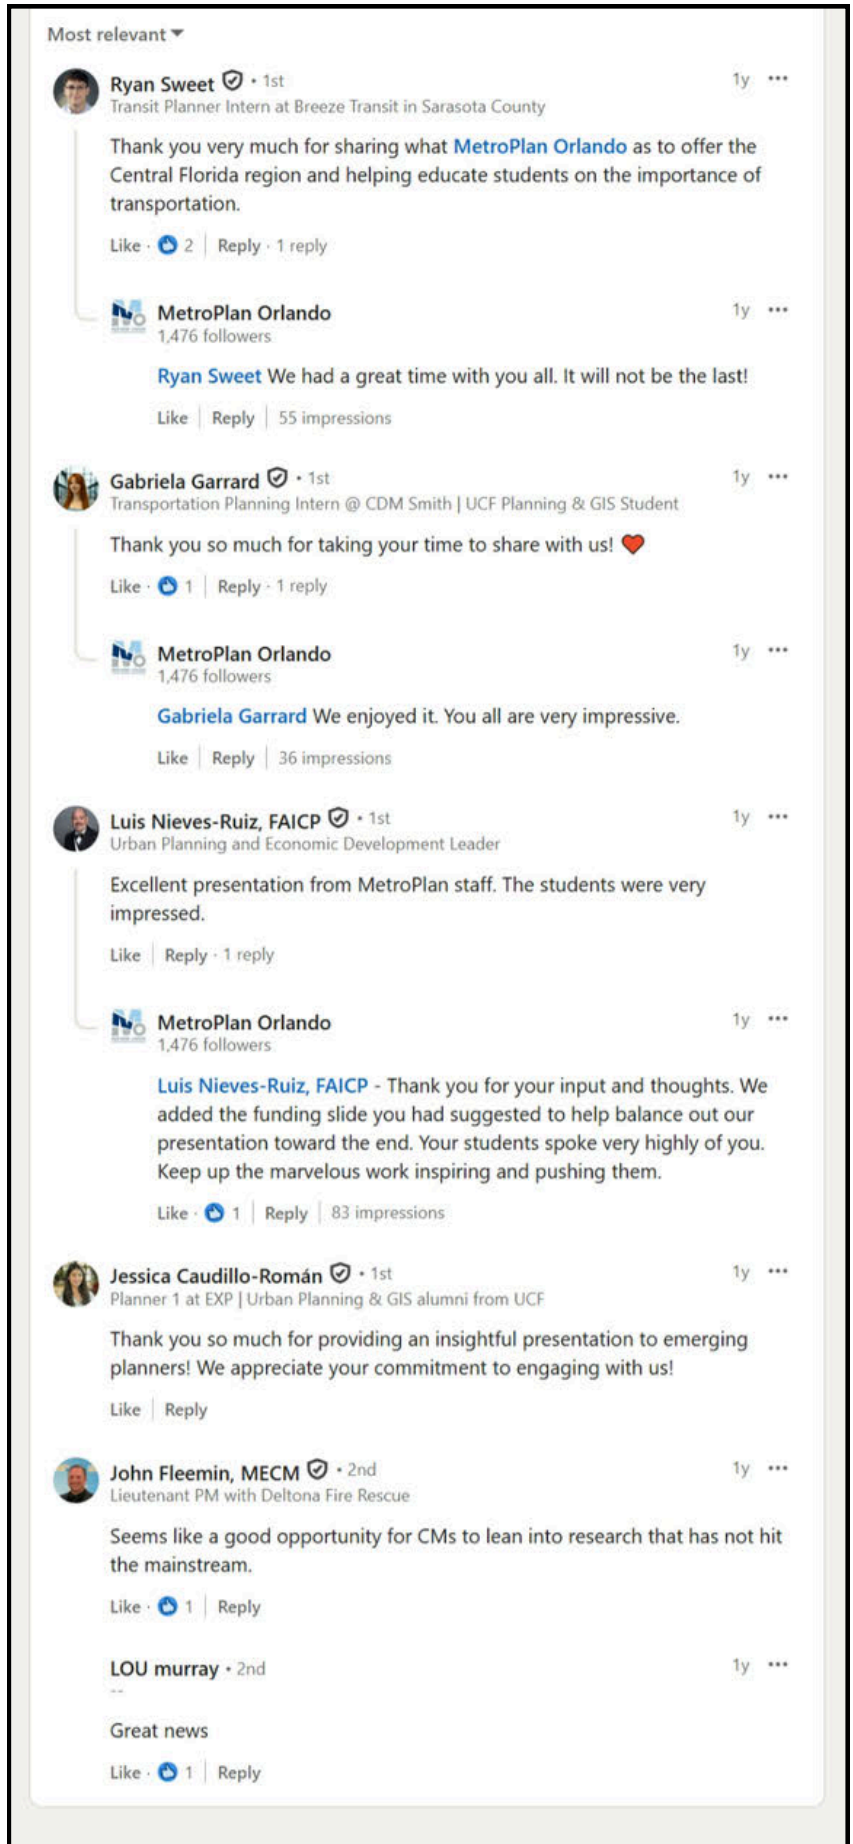 Most relevant
Ryan Sweet • 1st
1y •••
Transit Planner Intern at Breeze Transit in Sarasota County
Thank you very much for sharing what MetroPlan Orlando as to offer the
Central Florida region and helping educate students on the importance of
transportation.
Like · 2 | Reply · 1 reply
MetroPlan Orlando
1y •••
1,476 followers
Ryan Sweet We had a great time with you all. It will not be the last!
Like | Reply | 55 impressions
Gabriela Garrard • 1st
1y •••
Transportation Planning Intern @ CDM Smith | UCF Planning & GIS Student
Thank you so much for taking your time to share with us! ❤️
Like · 1 | Reply · 1 reply
MetroPlan Orlando
1y •••
1,476 followers
Gabriela Garrard We enjoyed it. You all are very impressive.
Like | Reply | 36 impressions
Luis Nieves-Ruiz, FAICP • 1st
1y •••
Urban Planning and Economic Development Leader
Excellent presentation from MetroPlan staff. The students were very
impressed.
Like | Reply · 1 reply
MetroPlan Orlando
1y •••
1,476 followers
Luis Nieves-Ruiz, FAICP - Thank you for your input and thoughts. We
added the funding slide you had suggested to help balance out our
presentation toward the end. Your students spoke very highly of you.
Keep up the marvelous work inspiring and pushing them.
Like · 1 | Reply | 83 impressions
Jessica Caudillo-Román • 1st
1y •••
Planner 1 at EXP | Urban Planning & GIS alumni from UCF
Thank you so much for providing an insightful presentation to emerging
planners! We appreciate your commitment to engaging with us!
Like | Reply
John Fleemin, MECM • 2nd
1y •••
Lieutenant PM with Deltona Fire Rescue
Seems like a good opportunity for CMs to lean into research that has not hit
the mainstream.
Like · 1 | Reply
LOU murray • 2nd
1y •••
--
Great news
Like · 1 | Reply